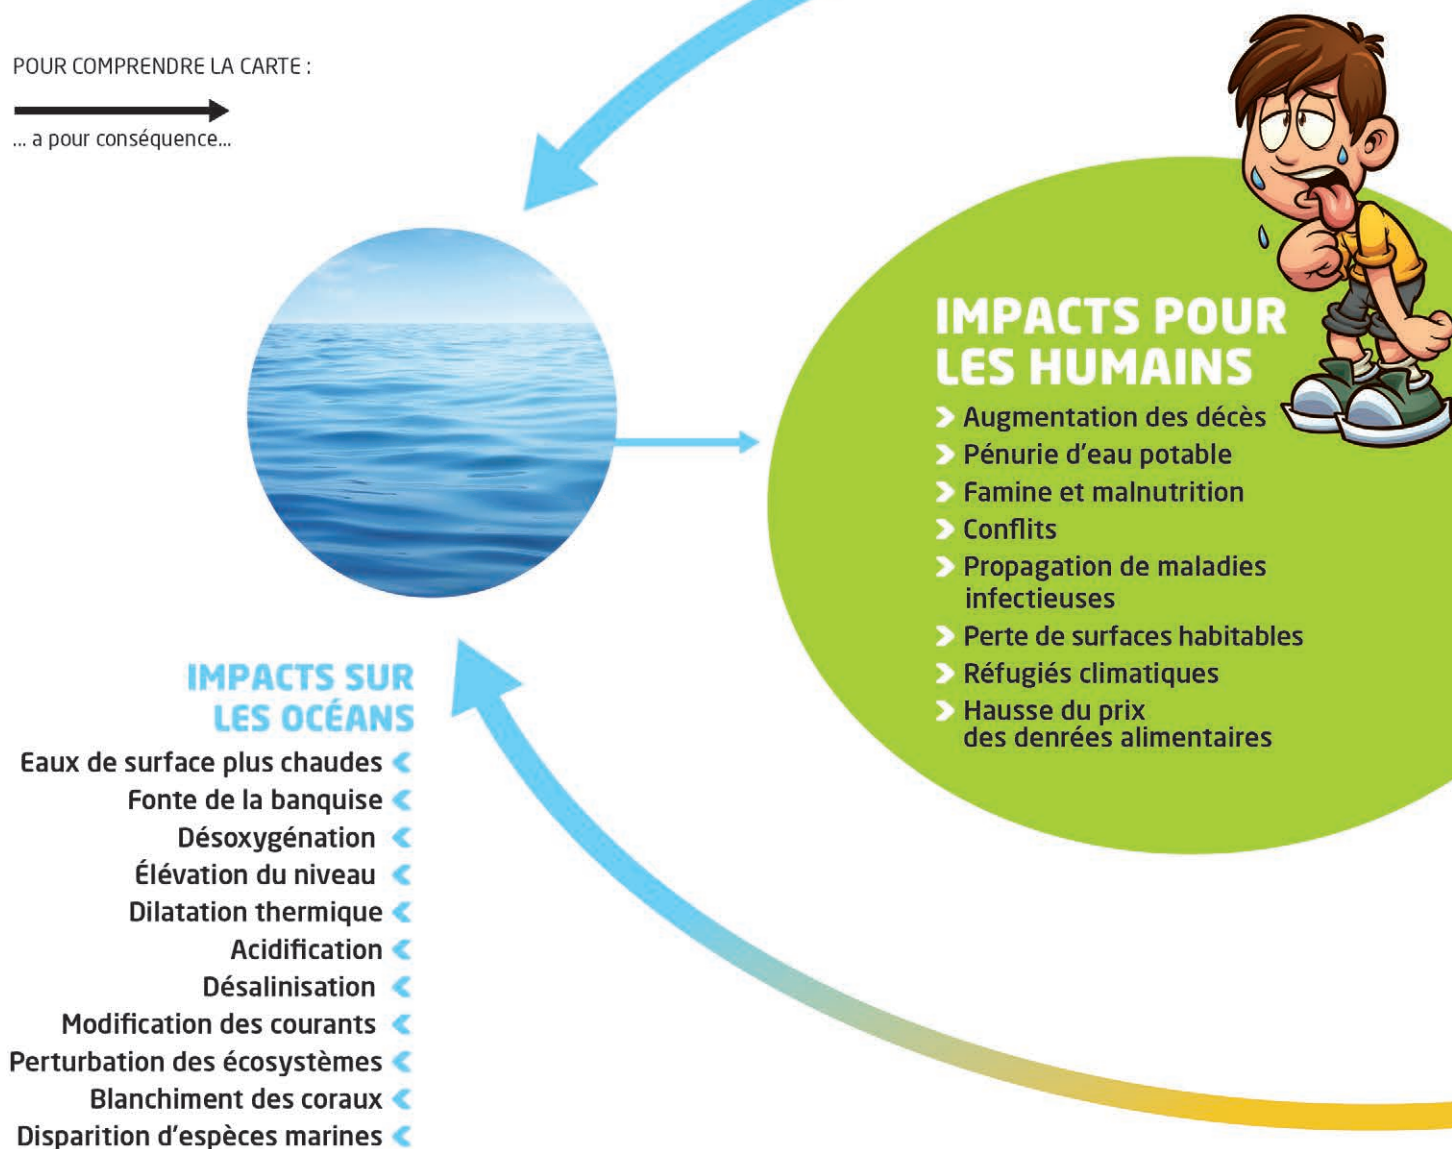 POUR COMPRENDRE LA CARTE :
... a pour conséquence...
IMPACTS POUR
LES HUMAINS
Augmentation des décès
Pénurie d'eau potable
Famine et malnutrition
Conflits
Propagation de maladies
infectieuses
Perte de surfaces habitables
Réfugiés climatiques
Hausse du prix
des denrées alimentaires
IMPACTS SUR
LES OCÉANS
Eaux de surface plus chaudes
Fonte de la banquise
Désoxygénation
Élévation du niveau
Dilatation thermique
Acidification
Désalinisation
Modification des courants
Perturbation des écosystèmes
Blanchiment des coraux
Disparition d'espèces marines